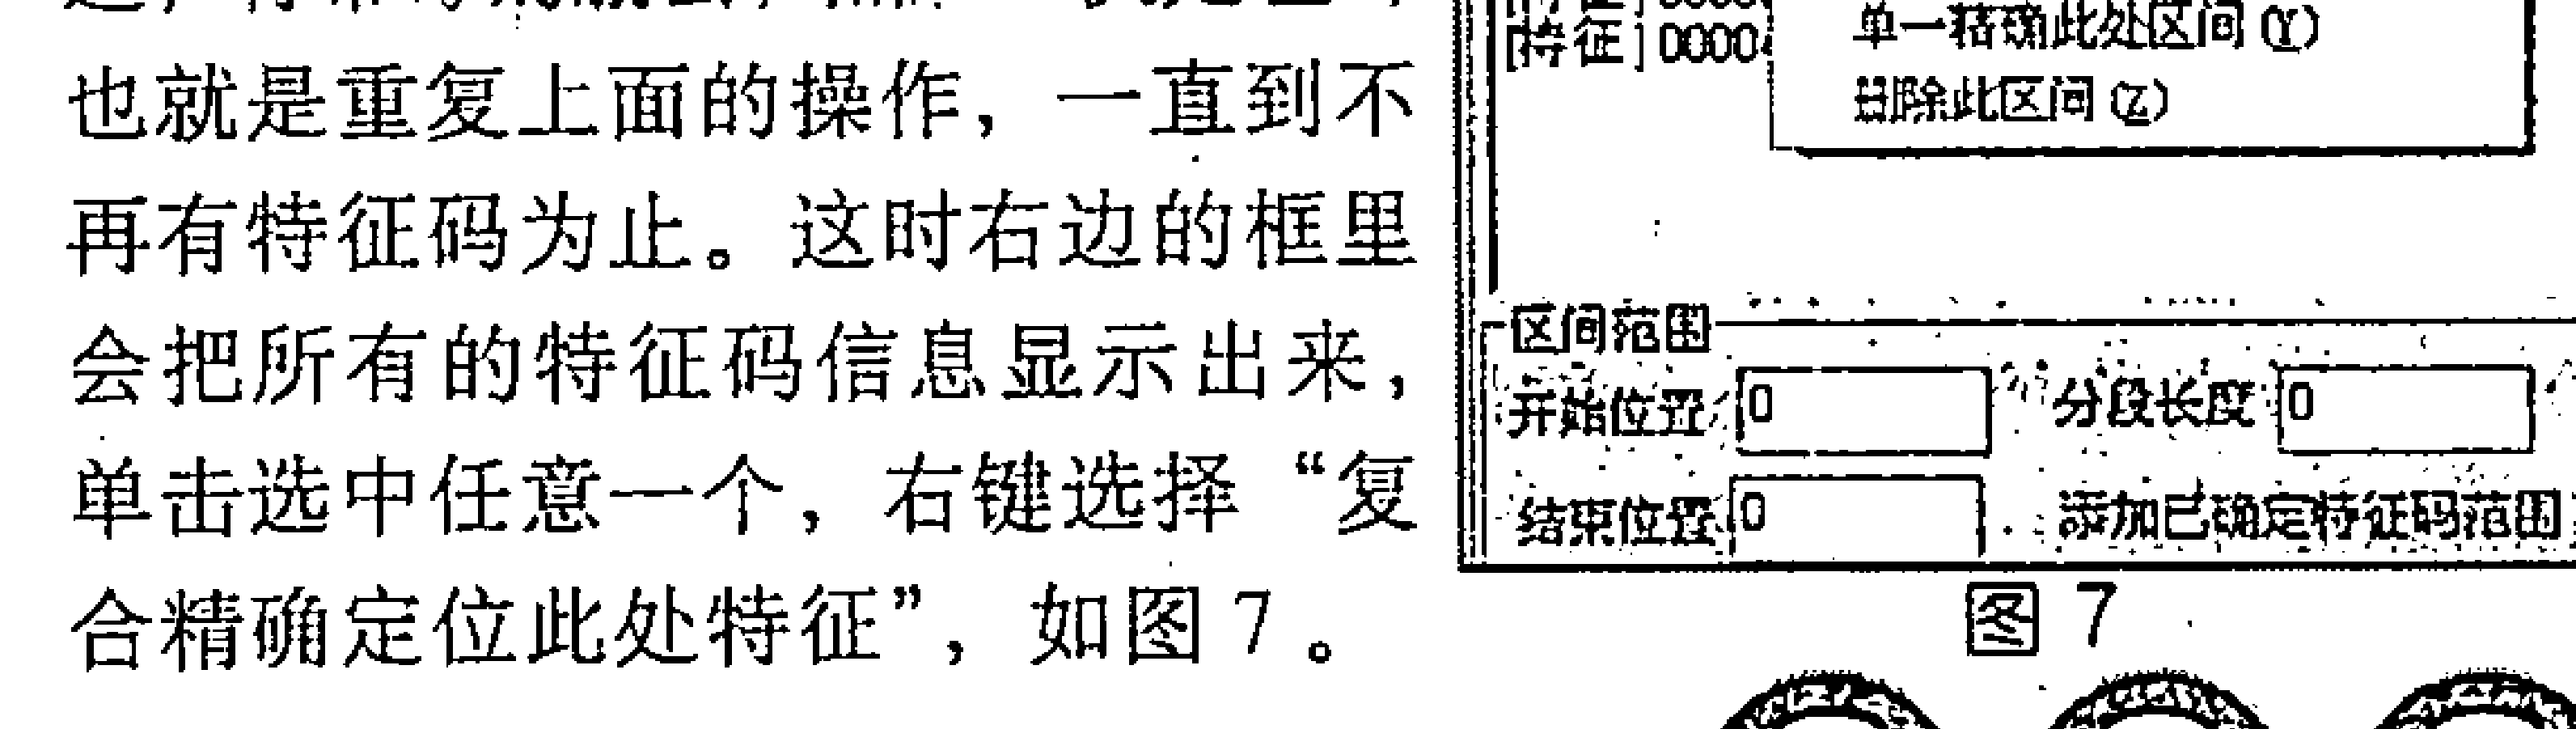 也就是重复上面的操作，一直到不
再有特征码为止。这时右边的框里
会把所有的特征码信息显示出来，
单击选中任意一个，右键选择“复
合精确定位此处特征”，如图7。
[特征]0000
单一精确此处区间(Y)
删除此区间(Z)
区间范围
开始位置 0 分段长度 0
结束位置 0 添加已确定特征码范围
图7